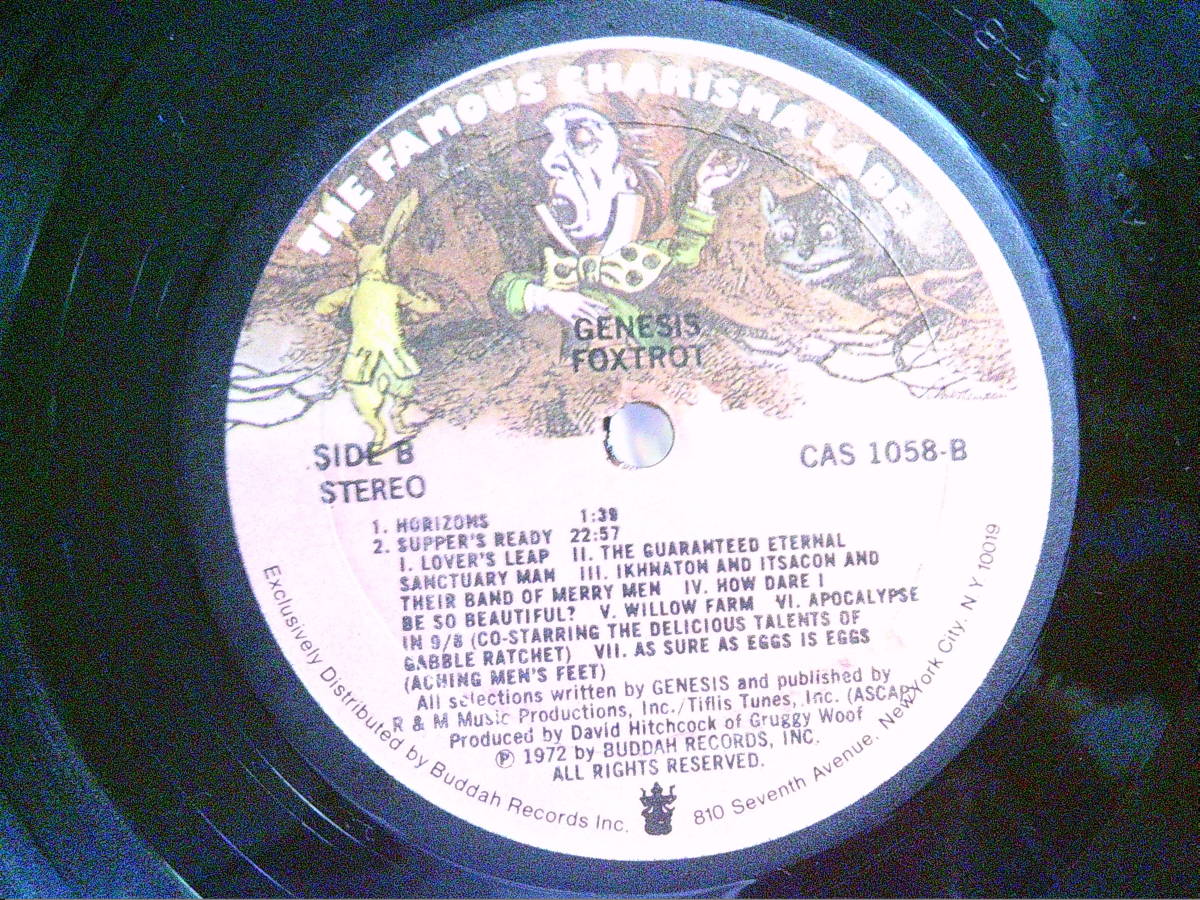 THE FAMOUS CHARISMA LABEL
GENESIS
FOXTROT
SIDE B
STEREO
CAS 1058-B
1. HORIZONS 1:38
2. SUPPER'S READY 22:57
I. LOVER'S LEAP II. THE GUARANTEED ETERNAL
SANCTUARY MAN III. IKHNATON AND ITSACON AND
THEIR BAND OF MERRY MEN IV. HOW DARE I
BE SO BEAUTIFUL? V. WILLOW FARM VI. APOCALYPSE
IN 9/8 (CO-STARRING THE DELICIOUS TALENTS OF
GABBLE RATCHET) VII. AS SURE AS EGGS IS EGGS
(ACHING MEN'S FEET)
All selections written by GENESIS and published by
R & M Music Productions, Inc./Tiflis Tunes, Inc. (ASCAP)
Produced by David Hitchcock of Gruggy Woof
℗ 1972 by BUDDAH RECORDS, INC.
ALL RIGHTS RESERVED.
Exclusively Distributed by Buddah Records Inc. 810 Seventh Avenue, New York City, N Y 10019